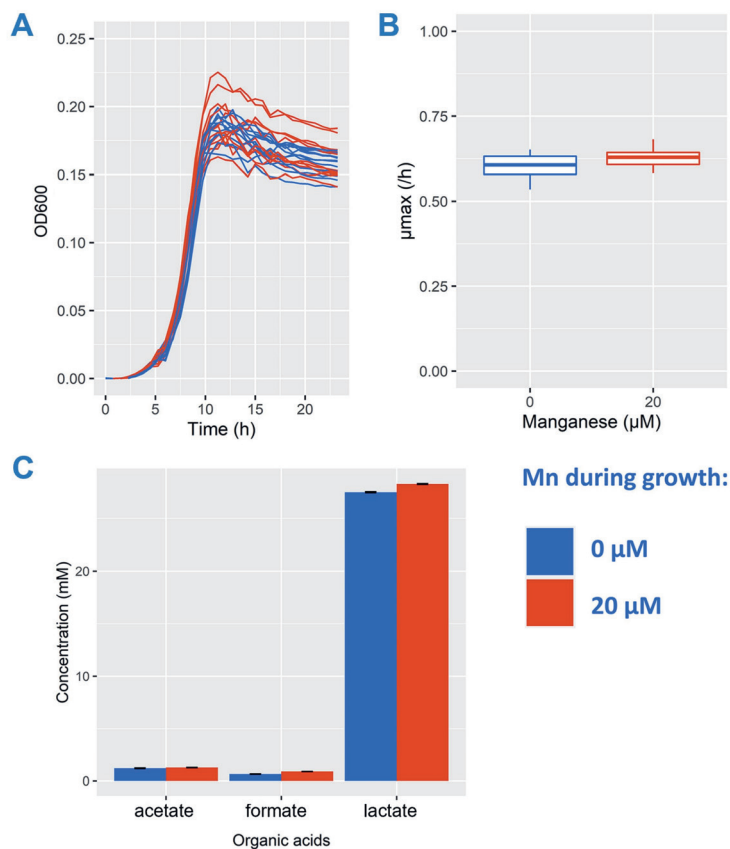 A
0.25
0.20
0.15
0.10
0.05
0.00
OD600
0
5
10
15
20
Time (h)
B
1.00
0.75
0.50
0.25
0.00
µmax (/h)
0
20
Manganese (µM)
C
20
10
0
Concentration (mM)
acetate
formate
lactate
Organic acids
Mn during growth:
0 µM
20 µM